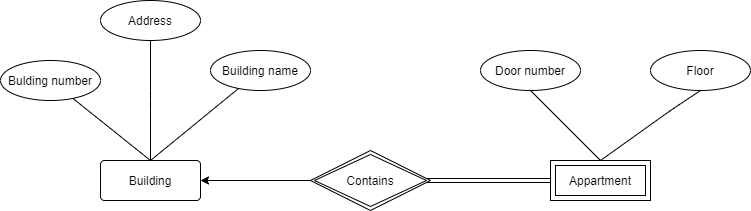 Address
Bulding number
Building name
Door number
Floor
Building
Contains
Appartment